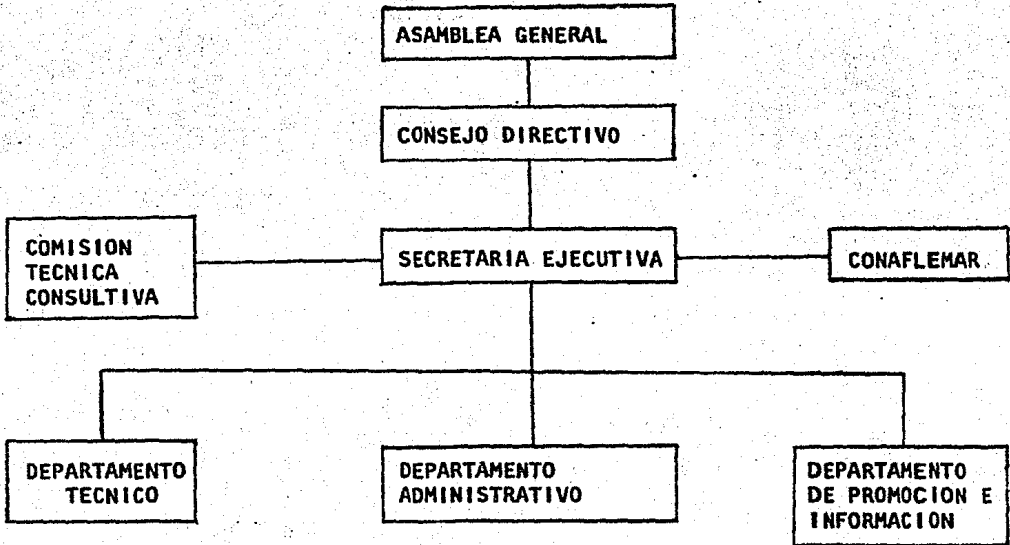 ASAMBLEA GENERAL
CONSEJO DIRECTIVO
COMISION
TECNICA
CONSULTIVA
SECRETARIA EJECUTIVA
CONAFLEMAR
DEPARTAMENTO
TECNICO
DEPARTAMENTO
ADMINISTRATIVO
DEPARTAMENTO
DE PROMOCION E
INFORMACION